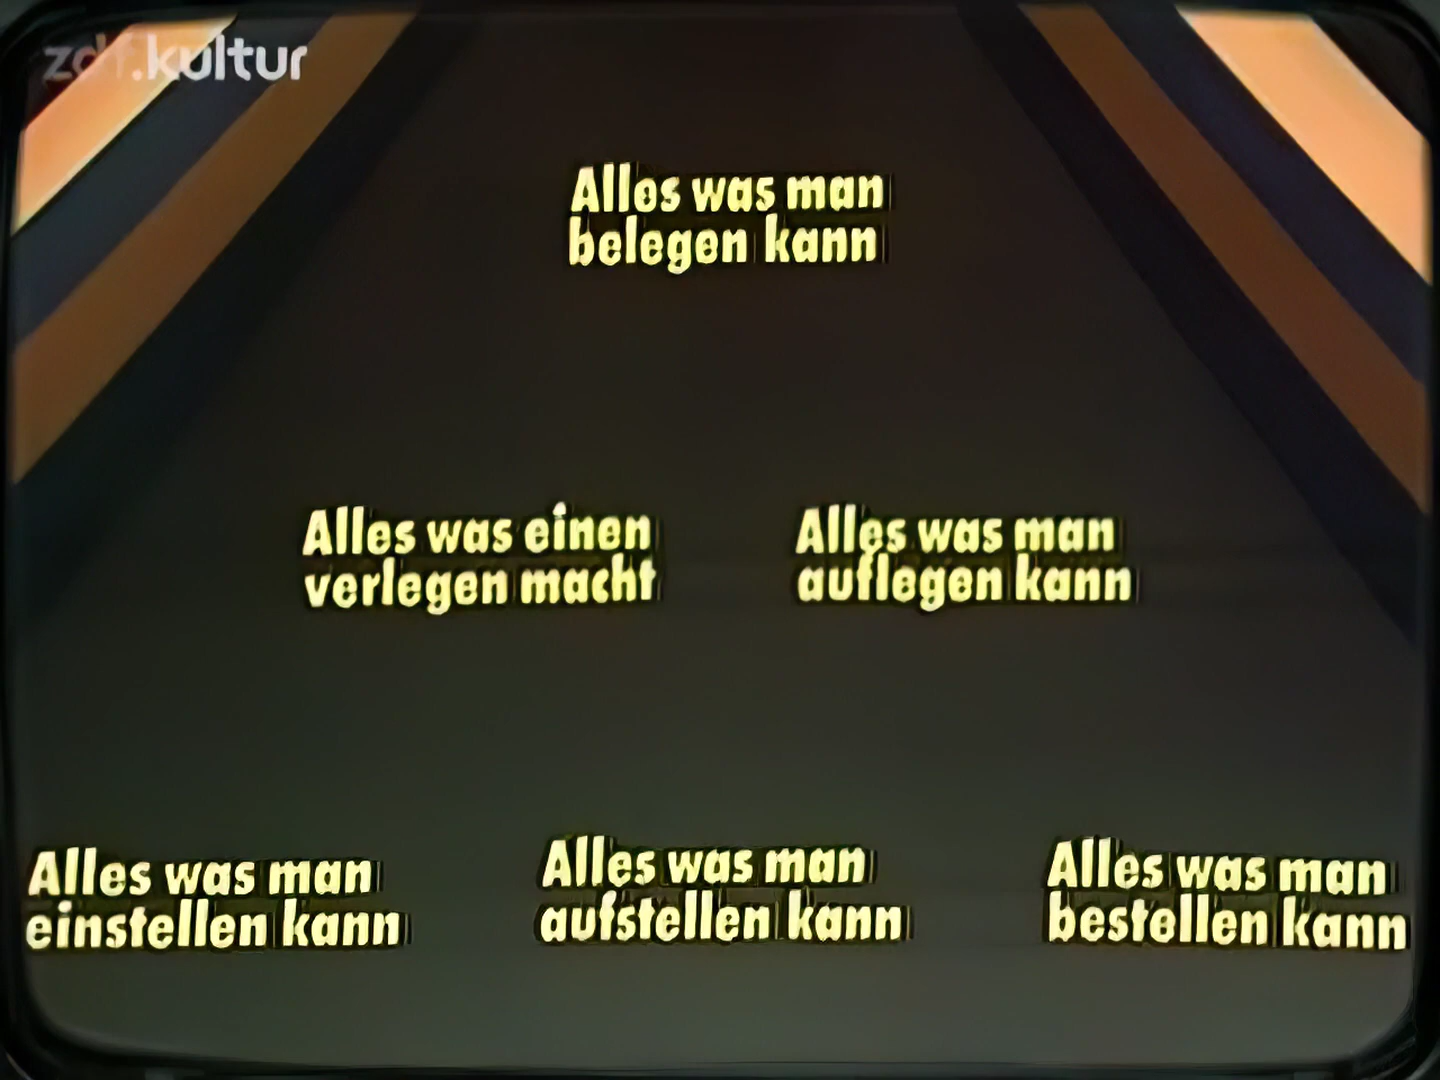 zdf.kultur
Alles was man
belegen kann
Alles was einen
verlegen macht
Alles was man
auflegen kann
Alles was man
einstellen kann
Alles was man
aufstellen kann
Alles was man
bestellen kann